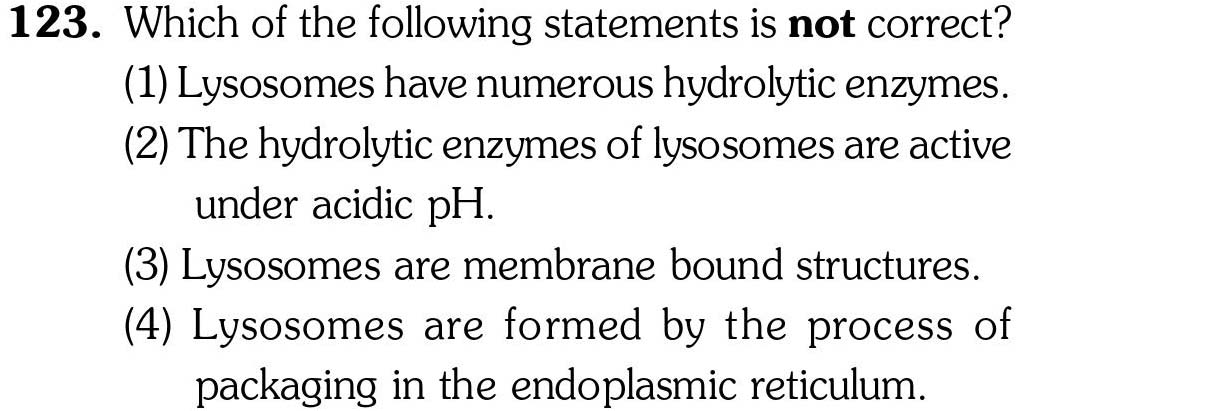 123. Which of the following statements is not correct?
(1) Lysosomes have numerous hydrolytic enzymes.
(2) The hydrolytic enzymes of lysosomes are active
under acidic pH.
(3) Lysosomes are membrane bound structures.
(4) Lysosomes are formed by the process of
packaging in the endoplasmic reticulum.